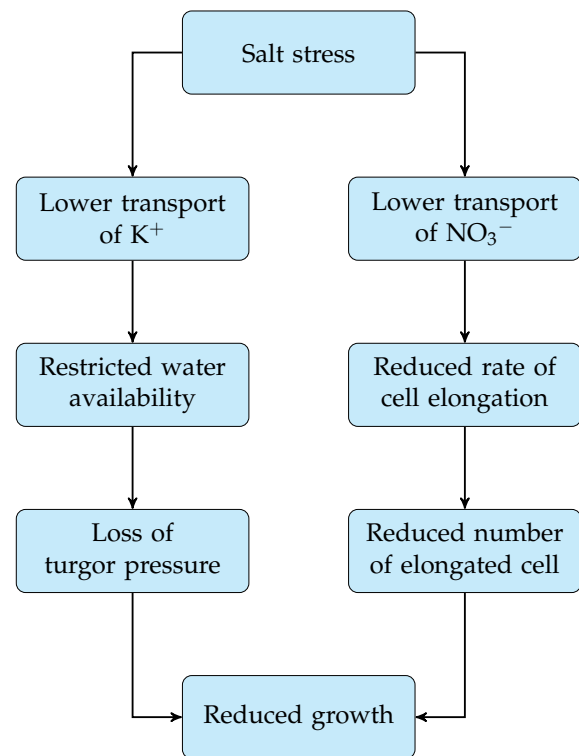 Salt stress
Lower transport
of K⁺
Lower transport
of NO₃⁻
Restricted water
availability
Reduced rate of
cell elongation
Loss of
turgor pressure
Reduced number
of elongated cell
Reduced growth